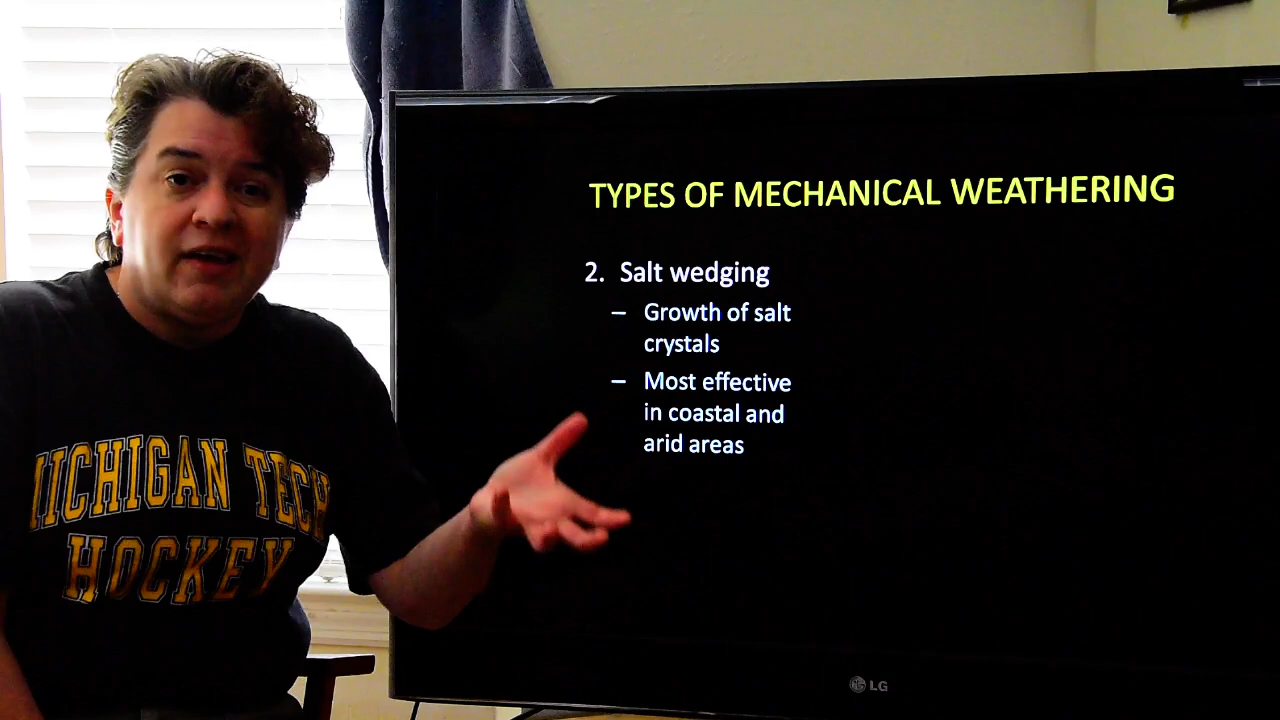 TYPES OF MECHANICAL WEATHERING
2. Salt wedging
– Growth of salt
crystals
– Most effective
in coastal and
arid areas
MICHIGAN TECH
HOCKEY
LG